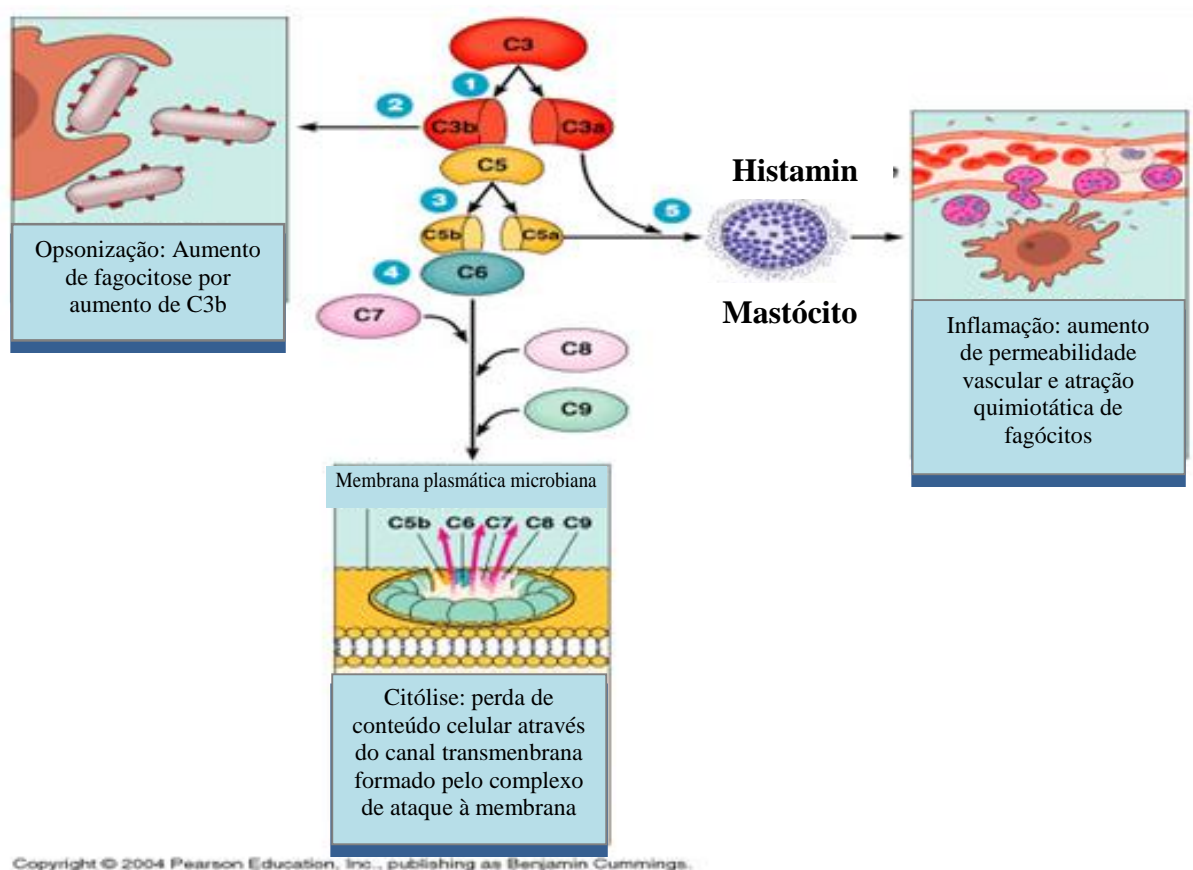 C3
1
2
C3b
C3a
C5
3
5
C5b
C5a
4
C6
C7
C8
C9
Opsonização: Aumento
de fagocitose por
aumento de C3b
Histamin
Mastócito
Inflamação: aumento
de permeabilidade
vascular e atração
quimiotática de
fagócitos
Membrana plasmática microbiana
C5b C6 C7 C8 C9
Citólise: perda de
conteúdo celular através
do canal transmenbrana
formado pelo complexo
de ataque à membrana
Copyright © 2004 Pearson Education, Inc., publishing as Benjamin Cummings.